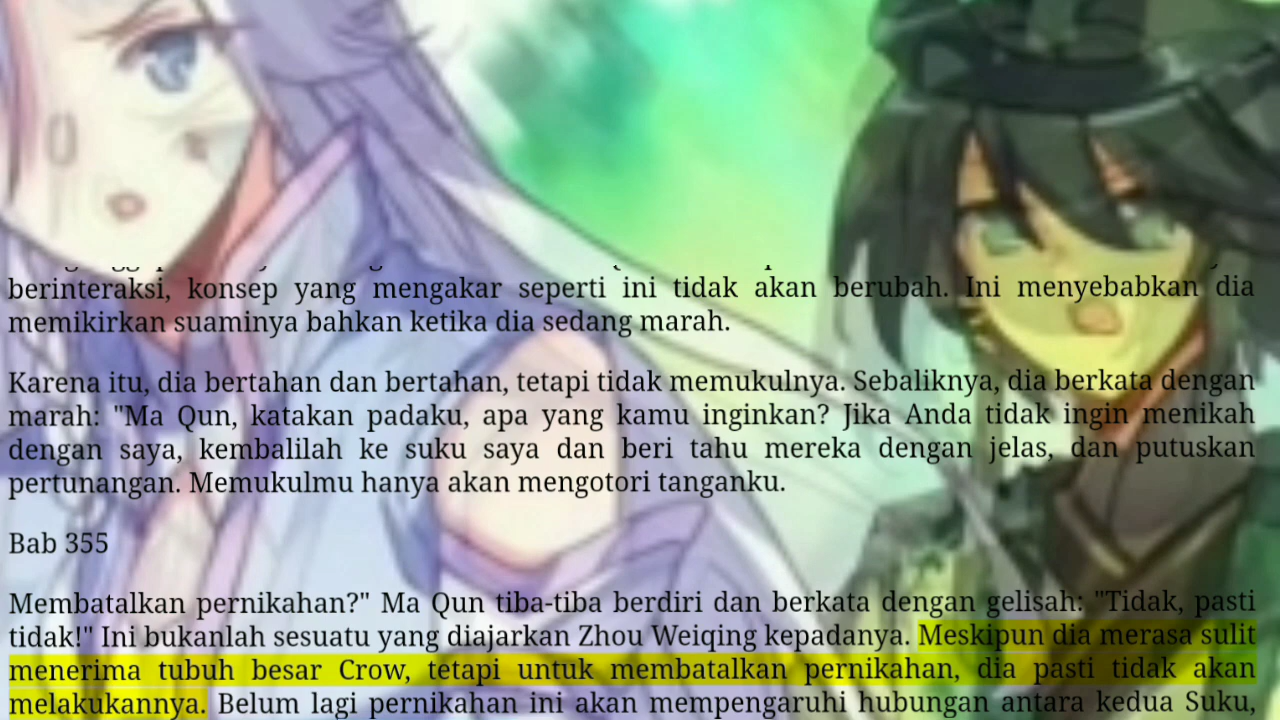 berinteraksi, konsep yang mengakar seperti ini tidak akan berubah. Ini menyebabkan dia
memikirkan suaminya bahkan ketika dia sedang marah.
Karena itu, dia bertahan dan bertahan, tetapi tidak memukulnya. Sebaliknya, dia berkata dengan
marah: "Ma Qun, katakan padaku, apa yang kamu inginkan? Jika Anda tidak ingin menikah
dengan saya, kembalilah ke suku saya dan beri tahu mereka dengan jelas, dan putuskan
pertunangan. Memukulmu hanya akan mengotori tanganku.
Bab 355
Membatalkan pernikahan?" Ma Qun tiba-tiba berdiri dan berkata dengan gelisah: "Tidak, pasti
tidak!" Ini bukanlah sesuatu yang diajarkan Zhou Weiqing kepadanya. Meskipun dia merasa sulit
menerima tubuh besar Crow, tetapi untuk membatalkan pernikahan, dia pasti tidak akan
melakukannya. Belum lagi pernikahan ini akan mempengaruhi hubungan antara kedua Suku,